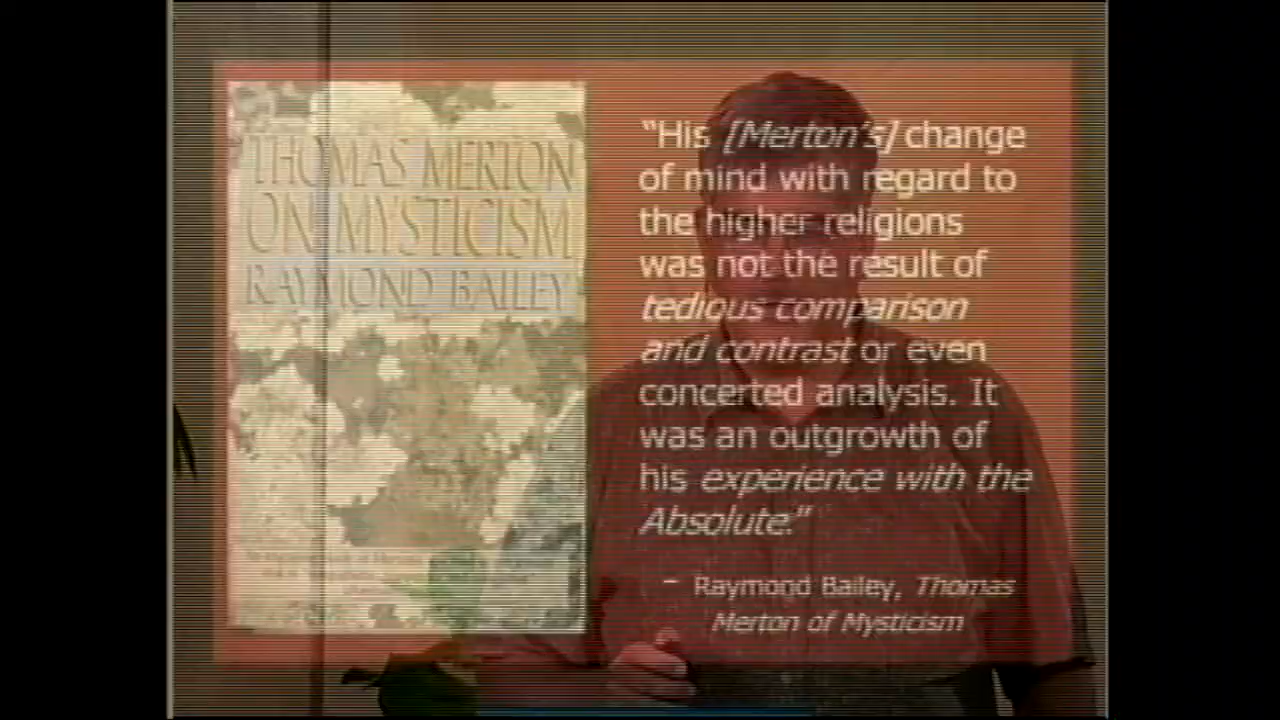 THOMAS MERTON
ON MYSTICISM
RAYMOND BAILEY
"His [Merton's] change
of mind with regard to
the higher religions
was not the result of
tedious comparison
and contrast or even
concerted analysis. It
was an outgrowth of
his experience with the
Absolute."
- Raymond Bailey, Thomas
Merton of Mysticism